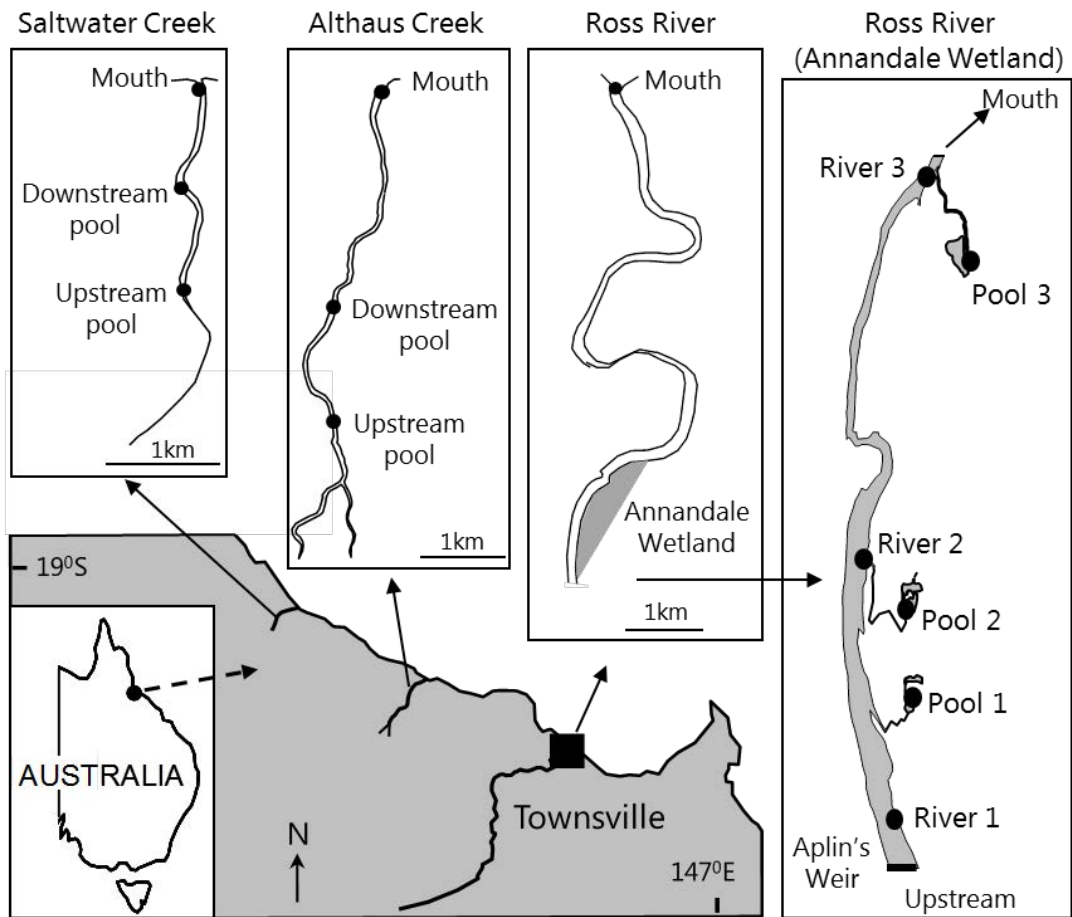 Saltwater Creek
Mouth
Downstream
pool
Upstream
pool
1km
Althaus Creek
Mouth
Downstream
pool
Upstream
pool
1km
Ross River
Mouth
Annandale
Wetland
1km
Ross River
(Annandale Wetland)
Mouth
River 3
Pool 3
River 2
Pool 2
Pool 1
River 1
Aplin's
Weir
Upstream
19⁰S
AUSTRALIA
N
Townsville
147⁰E